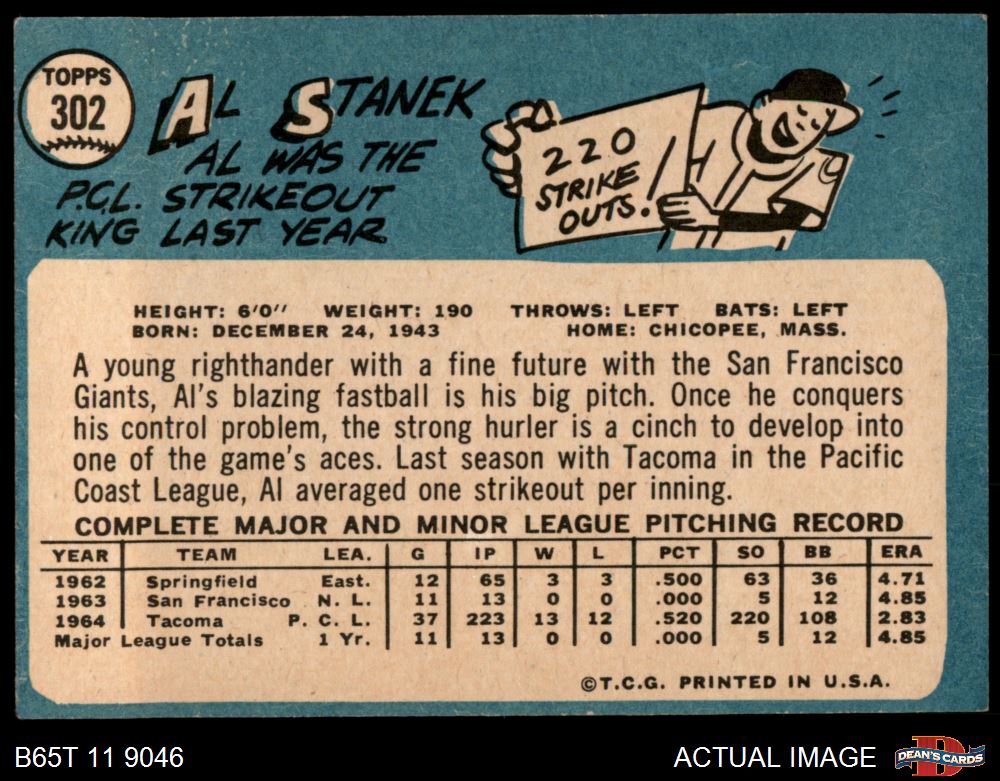 TOPPS
302
AL STANEK
AL WAS THE
P.C.L. STRIKEOUT
KING LAST YEAR
220
STRIKE
OUTS!
HEIGHT: 6'0" WEIGHT: 190 THROWS: LEFT BATS: LEFT
BORN: DECEMBER 24, 1943 HOME: CHICOPEE, MASS.
A young righthander with a fine future with the San Francisco
Giants, Al's blazing fastball is his big pitch. Once he conquers
his control problem, the strong hurler is a cinch to develop into
one of the game's aces. Last season with Tacoma in the Pacific
Coast League, Al averaged one strikeout per inning.
COMPLETE MAJOR AND MINOR LEAGUE PITCHING RECORD
YEAR TEAM LEA. G IP W L PCT SO BB ERA
1962 Springfield East. 12 65 3 3 .500 63 36 4.71
1963 San Francisco N. L. 11 13 0 0 .000 5 12 4.85
1964 Tacoma P. C. L. 37 223 13 12 .520 220 108 2.83
Major League Totals 1 Yr. 11 13 0 0 .000 5 12 4.85
©T.C.G. PRINTED IN U.S.A.
B65T 11 9046 ACTUAL IMAGE DEAN'S CARDS